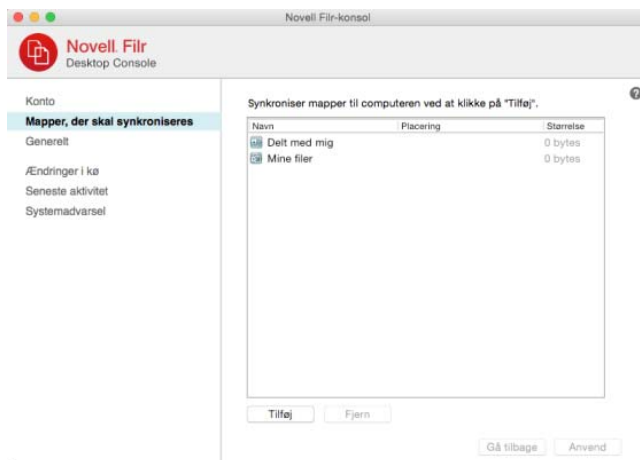 Novell Filr-konsol
Novell. Filr
Desktop Console
Konto
Mapper, der skal synkroniseres
Generelt
Ændringer i kø
Seneste aktivitet
Systemadvarsel
?
Synkroniser mapper til computeren ved at klikke på "Tilføj".
Navn Placering Størrelse
Delt med mig 0 bytes
Mine filer 0 bytes
Tilføj Fjern
Gå tilbage Anvend